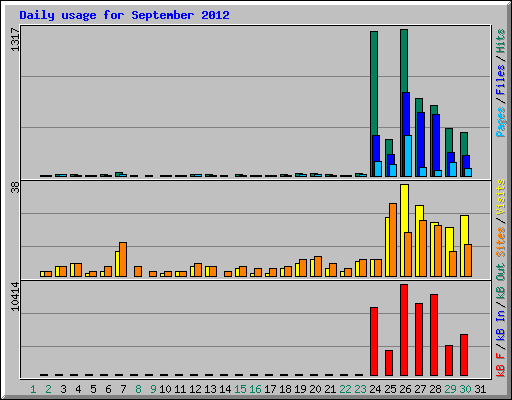 Daily usage for September 2012
1317
Pages / Files / Hits
38
Sites / Visits
10414
kB F / kB In / kB Out
1 2 3 4 5 6 7 8 9 10 11 12 13 14 15 16 17 18 19 20 21 22 23 24 25 26 27 28 29 30 31